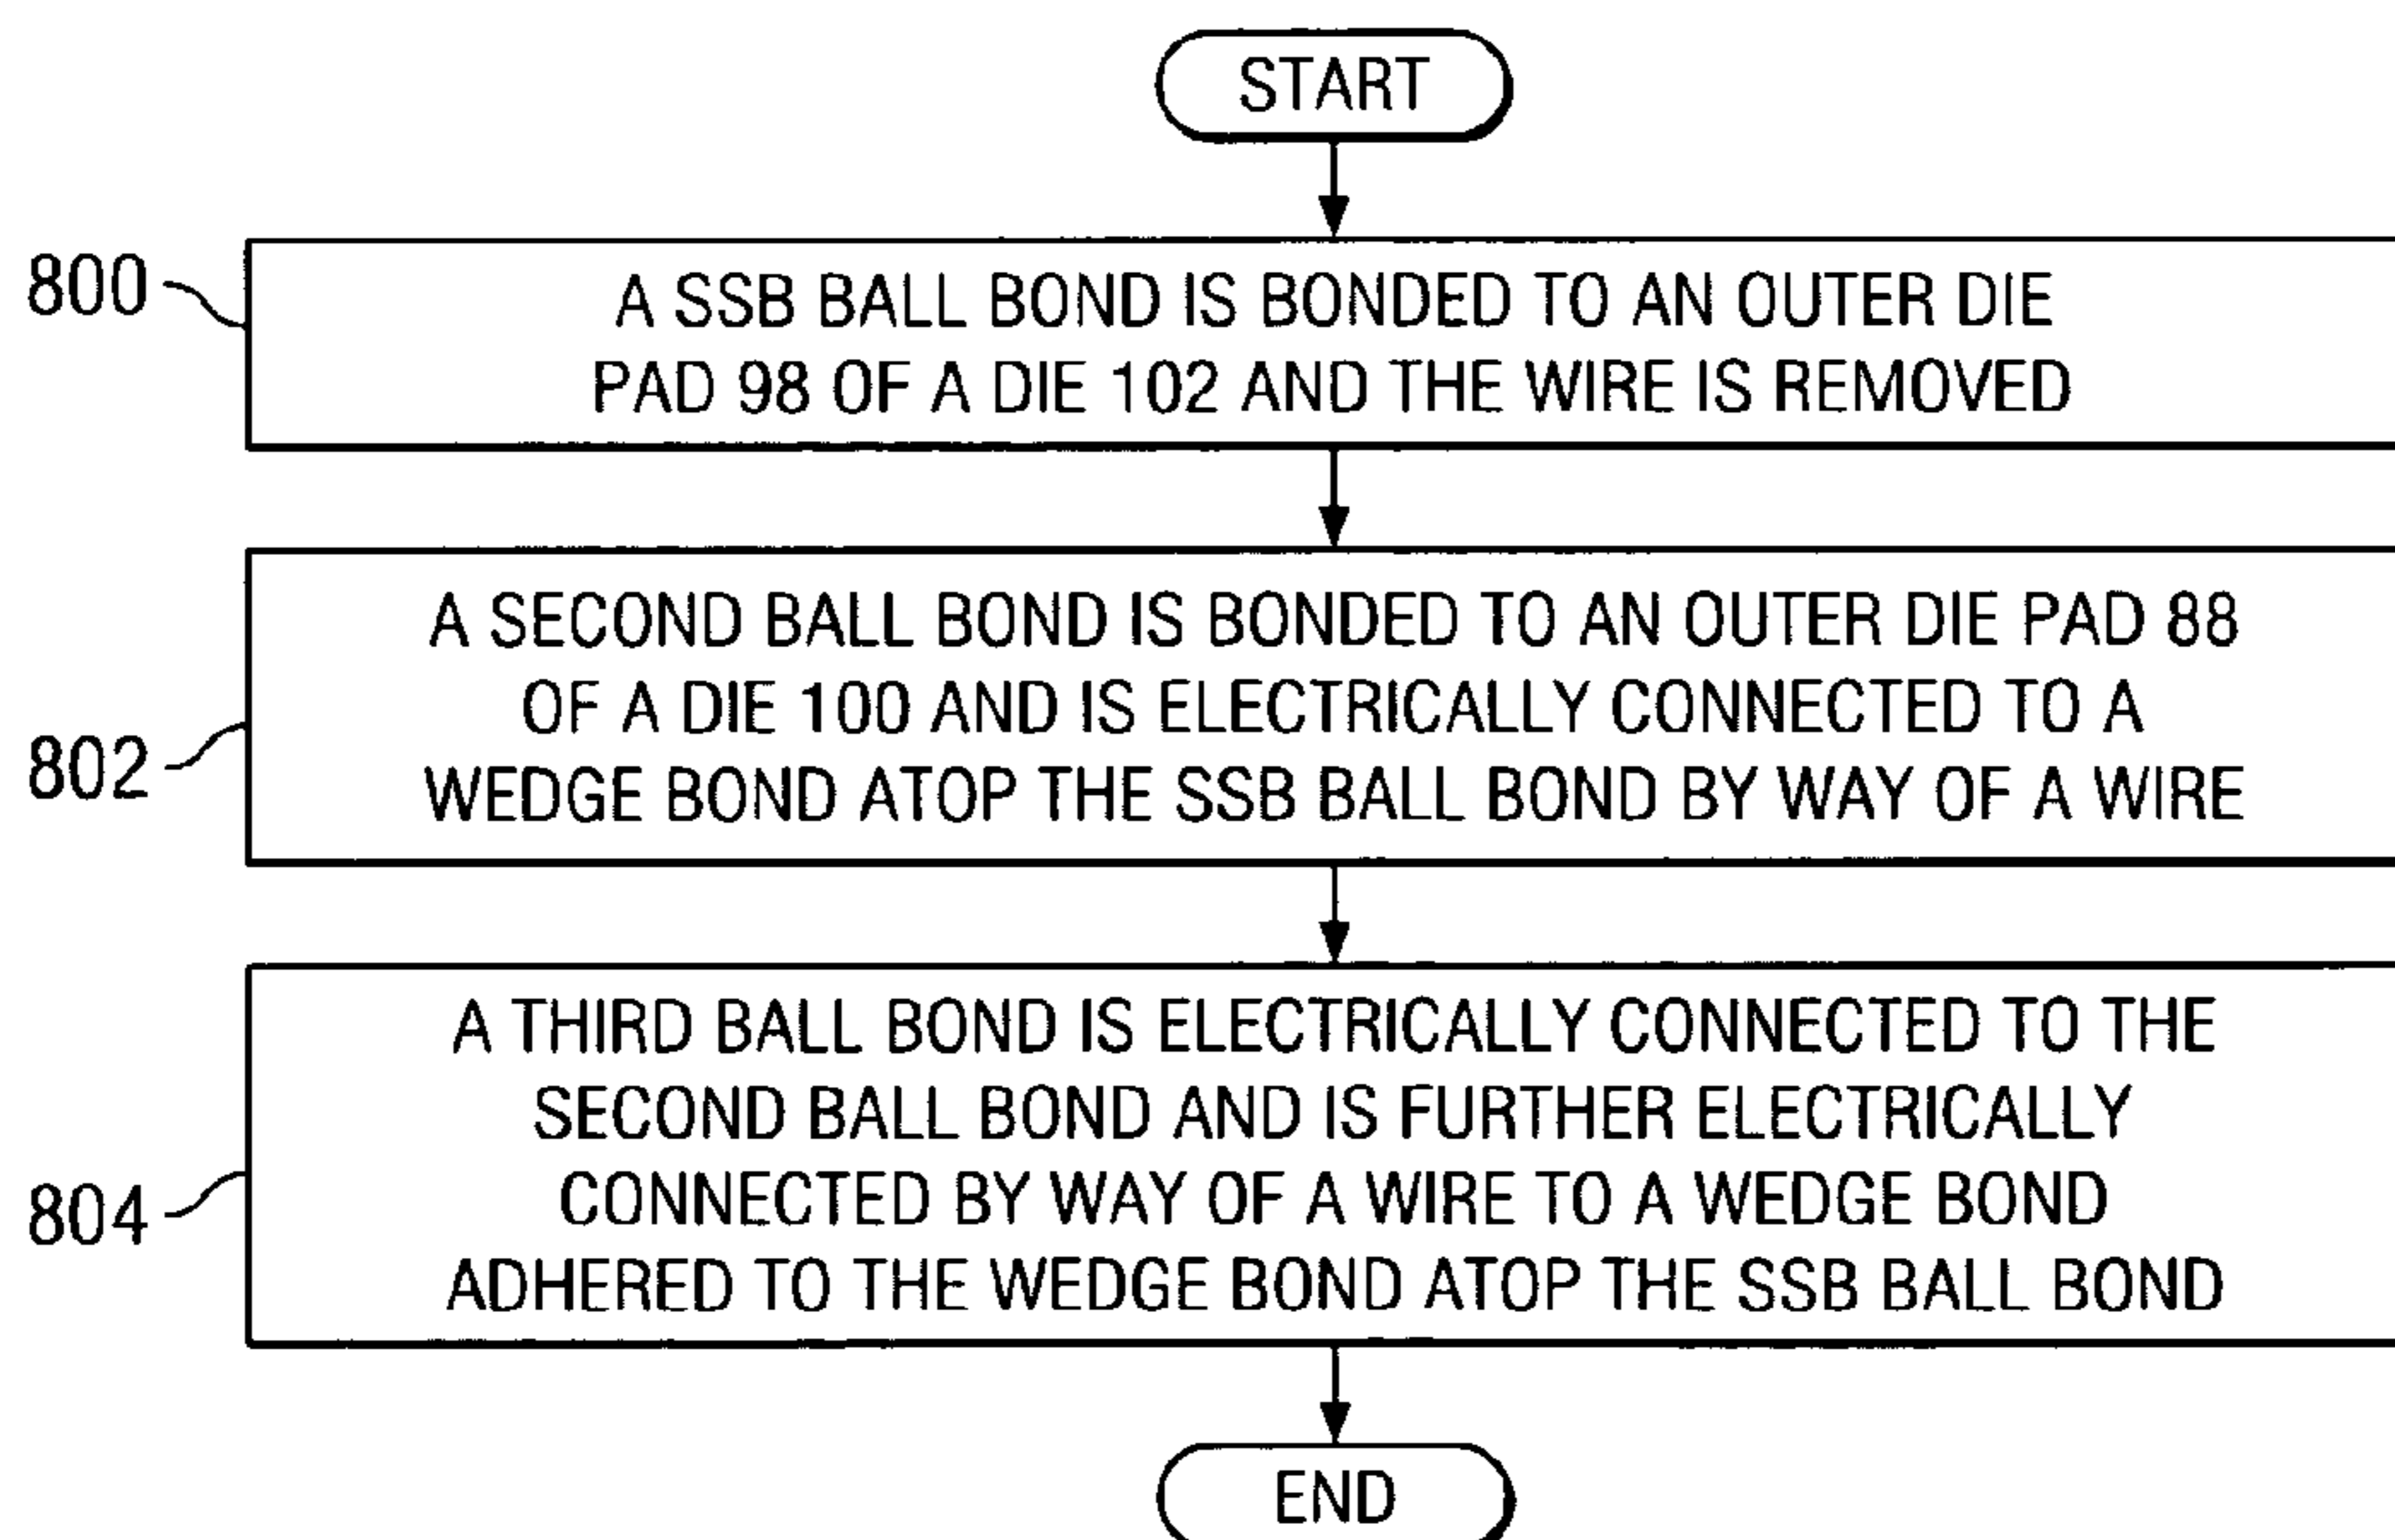 START
800
A SSB BALL BOND IS BONDED TO AN OUTER DIE
PAD 98 OF A DIE 102 AND THE WIRE IS REMOVED
802
A SECOND BALL BOND IS BONDED TO AN OUTER DIE PAD 88
OF A DIE 100 AND IS ELECTRICALLY CONNECTED TO A
WEDGE BOND ATOP THE SSB BALL BOND BY WAY OF A WIRE
804
A THIRD BALL BOND IS ELECTRICALLY CONNECTED TO THE
SECOND BALL BOND AND IS FURTHER ELECTRICALLY
CONNECTED BY WAY OF A WIRE TO A WEDGE BOND
ADHERED TO THE WEDGE BOND ATOP THE SSB BALL BOND
END